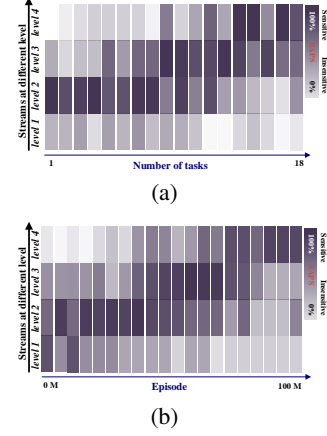 Streams at different level
level 4
level 3
level 2
level 1
1
18
Number of tasks
Sensitive
Insensitive
100%
0%
(a)
Streams at different level
level 4
level 3
level 2
level 1
0 M
100 M
Episode
Sensitive
Insensitive
100%
0%
(b)